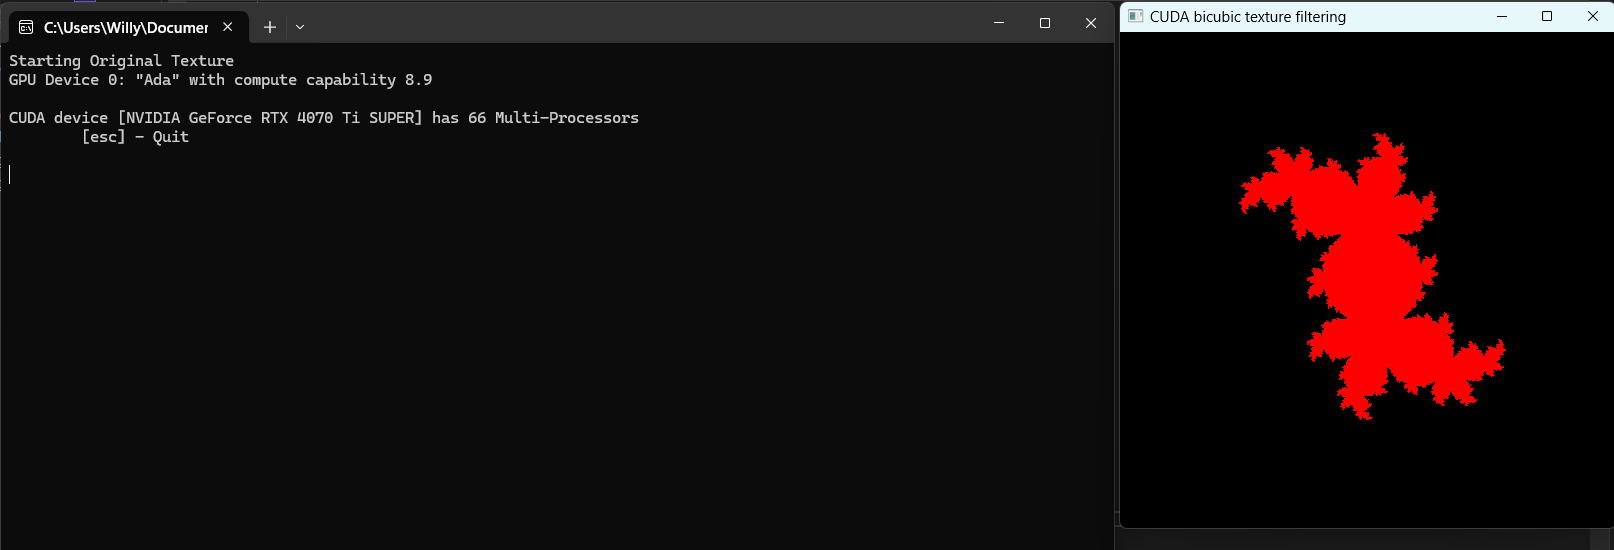 C:\Users\Willy\Documer
Starting Original Texture
GPU Device 0: "Ada" with compute capability 8.9
CUDA device [NVIDIA GeForce RTX 4070 Ti SUPER] has 66 Multi-Processors
[esc] - Quit
CUDA bicubic texture filtering